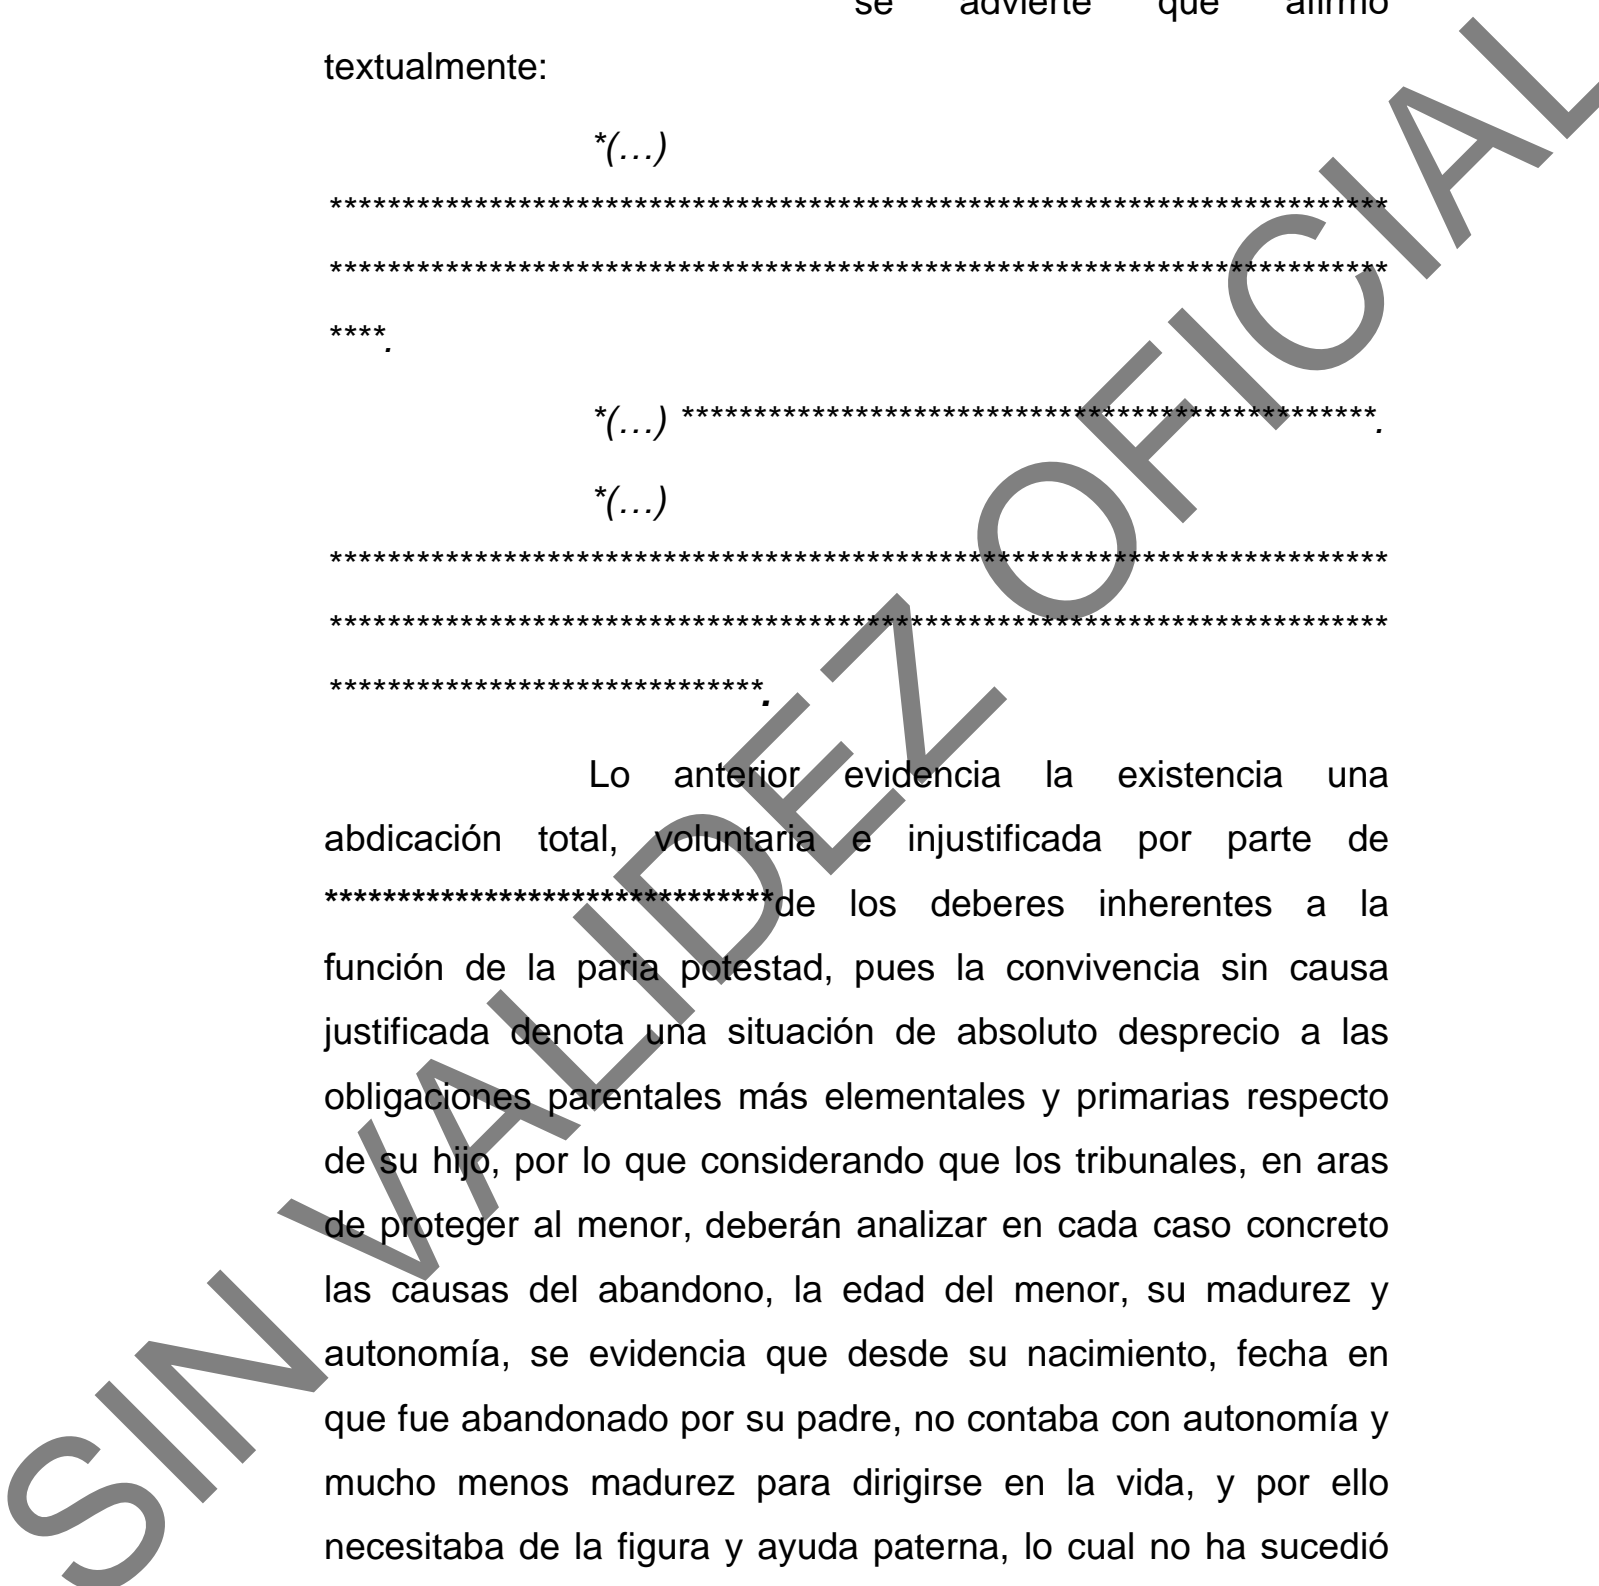 se advierte que afirmó
textualmente:
*(…)
*************************************************************************
*************************************************************************
****.
*(…) ************************************************.
*(…)
*************************************************************************
*************************************************************************
******************************.
Lo anterior evidencia la existencia una
abdicación total, voluntaria e injustificada por parte de
*******************************de los deberes inherentes a la
función de la paria potestad, pues la convivencia sin causa
justificada denota una situación de absoluto desprecio a las
obligaciones parentales más elementales y primarias respecto
de su hijo, por lo que considerando que los tribunales, en aras
de proteger al menor, deberán analizar en cada caso concreto
las causas del abandono, la edad del menor, su madurez y
autonomía, se evidencia que desde su nacimiento, fecha en
que fue abandonado por su padre, no contaba con autonomía y
mucho menos madurez para dirigirse en la vida, y por ello
necesitaba de la figura y ayuda paterna, lo cual no ha sucedió
SIN VALIDEZ OFICIAL